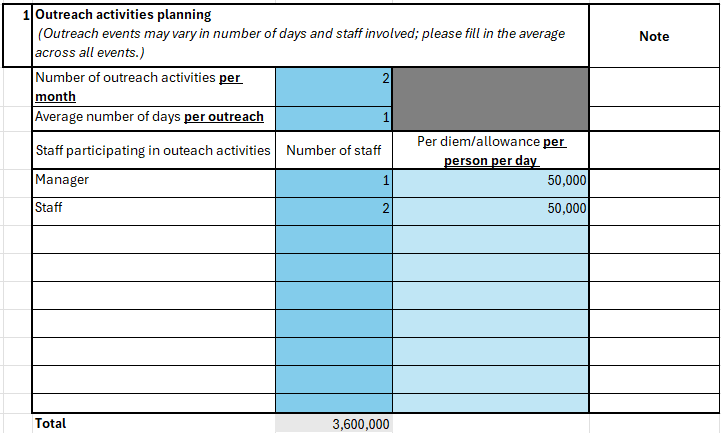 1 Outreach activities planning
(Outreach events may vary in number of days and staff involved; please fill in the average
across all events.)
Note
Number of outreach activities per
month
2
Average number of days per outreach 1
Staff participating in outeach activities Number of staff
Per diem/allowance per
person per day
Manager 1 50,000
Staff 2 50,000
Total 3,600,000